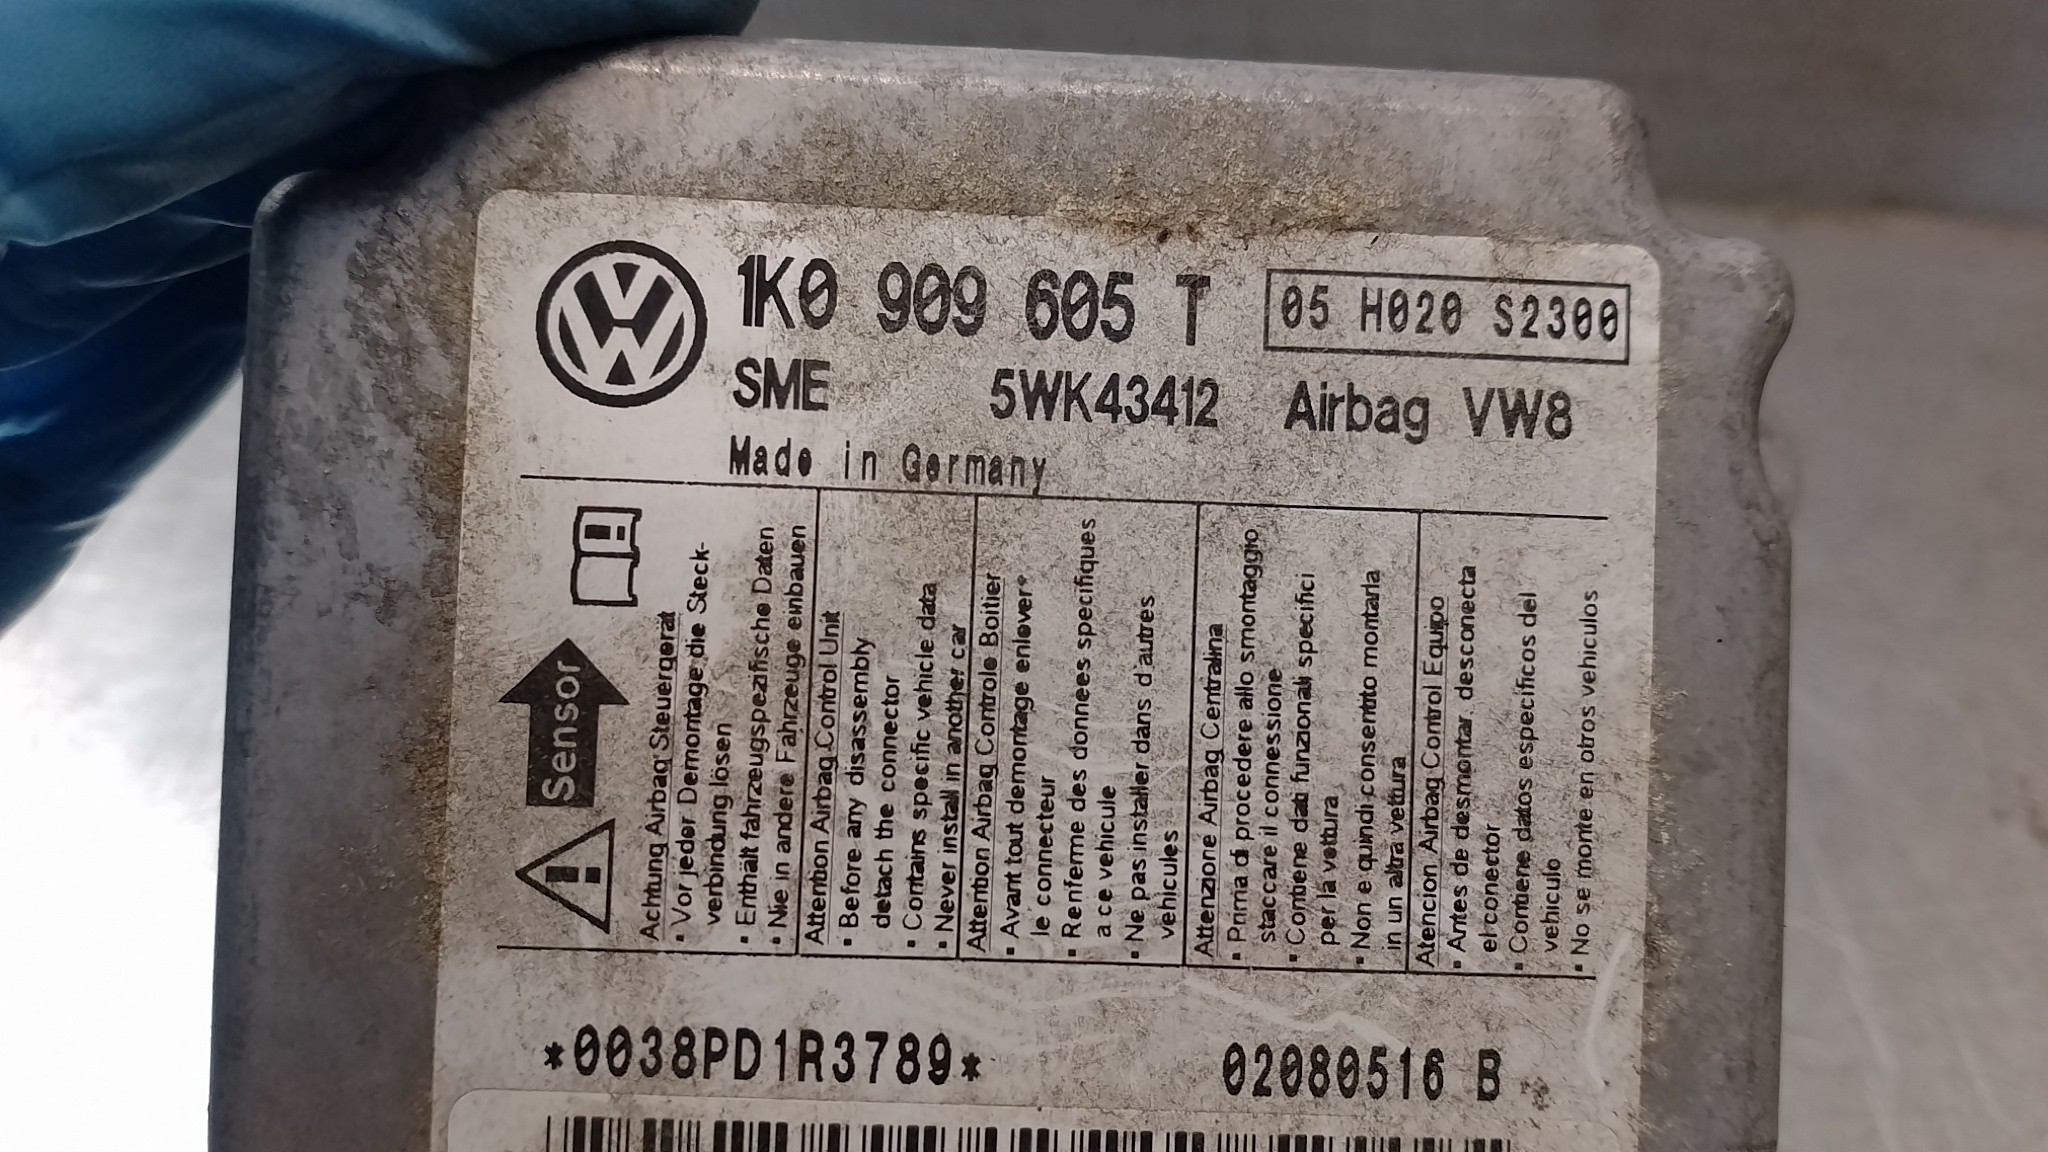 1K0 909 605 T
05 H020 S2300
SME 5WK43412 Airbag VW8
Made in Germany
Sensor
Achtung Airbag Steuergerät
▪ Vor jeder Demontage die Steck-
verbindung lösen
▪ Enthält fahrzeugspezifische Daten
▪ Nie in andere Fahrzeuge einbauen
Attention Airbag Control Unit
▪ Before any disassembly
detach the connector
▪ Contains specific vehicle data
▪ Never install in another car
Attention Airbag Controle Boitier
▪ Avant tout demontage enlever
le connecteur
▪ Renferme des donnees specifiques
a ce vehicule
▪ Ne pas installer dans d'autres
vehicules
Attenzione Airbag Centralina
▪ Prima di procedere allo smontaggio
staccare il connessione
▪ Contiene dati funzionali specifici
per la vettura
▪ Non e quindi consentito montarla
in un altra vettura
Atencion Airbag Control Equipo
▪ Antes de desmontar, desconecta
el conector
▪ Contiene datos especificos del
vehiculo
▪ No se monte en otros vehiculos
*0038PD1R3789*
02080516 B